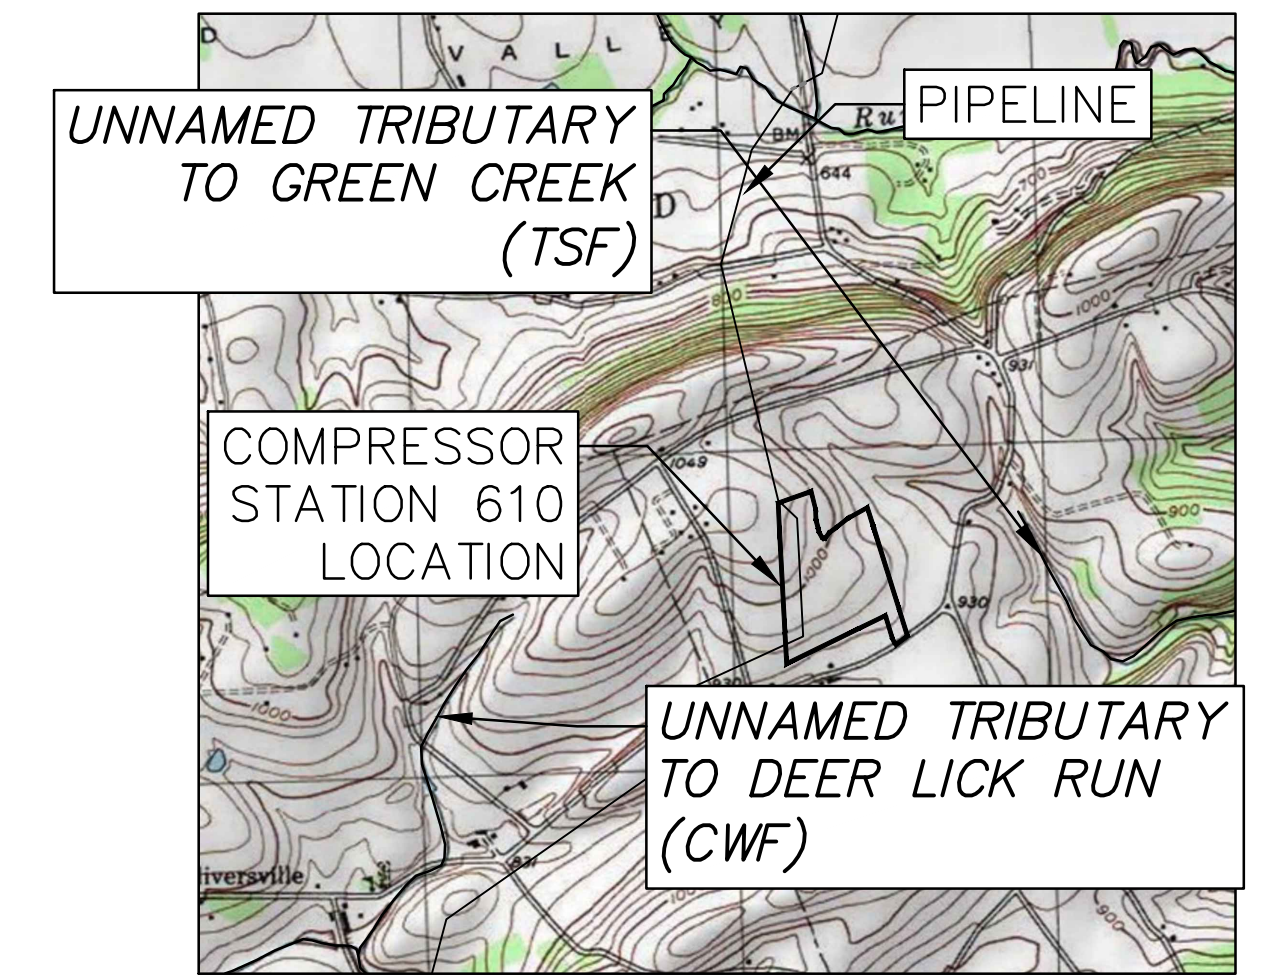 D
V A L L E Y
PIPELINE
UNNAMED TRIBUTARY
TO GREEN CREEK
(TSF)
BM
644
Ru
D
700
800
1000
931
COMPRESSOR
STATION 610
LOCATION
1049
900
1000
930
930
1000
UNNAMED TRIBUTARY
TO DEER LICK RUN
(CWF)
831
iversville
900